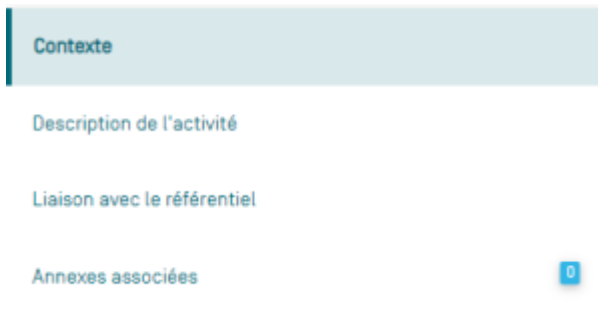 Contexte
Description de l'activité
Liaison avec le référentiel
Annexes associées 0